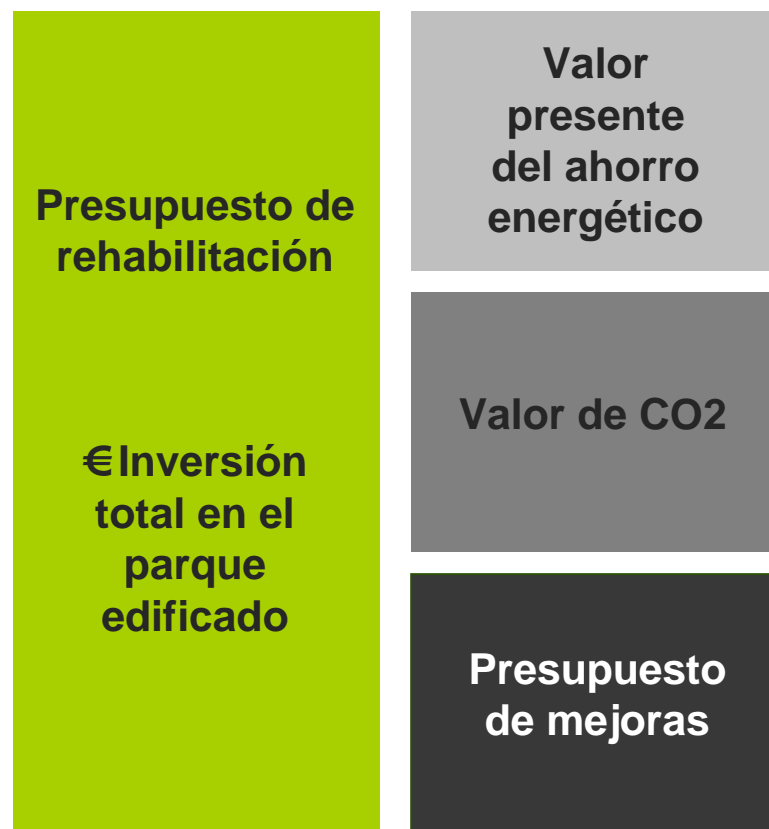 Presupuesto de
rehabilitación
€Inversión
total en el
parque
edificado
Valor
presente
del ahorro
energético
Valor de CO2
Presupuesto
de mejoras